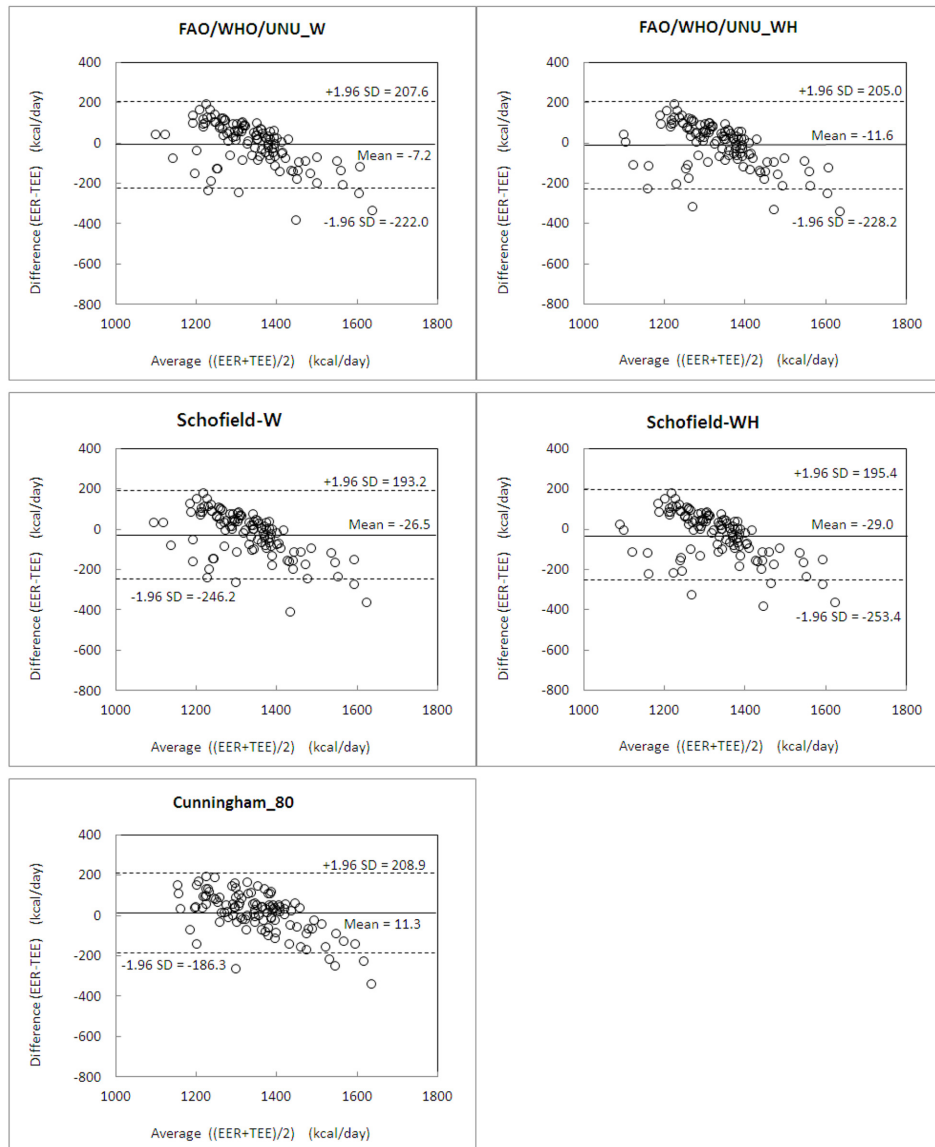 FAO/WHO/UNU_W
400
200
0
-200
-400
-600
-800
+1.96 SD = 207.6
Mean = -7.2
-1.96 SD = -222.0
1000 1200 1400 1600 1800
Difference (EER-TEE) (kcal/day)
Average ((EER+TEE)/2) (kcal/day)
FAO/WHO/UNU_WH
400
200
0
-200
-400
-600
-800
+1.96 SD = 205.0
Mean = -11.6
-1.96 SD = -228.2
1000 1200 1400 1600 1800
Difference (EER-TEE) (kcal/day)
Average ((EER+TEE)/2) (kcal/day)
Schofield-W
400
200
0
-200
-400
-600
-800
+1.96 SD = 193.2
Mean = -26.5
-1.96 SD = -246.2
1000 1200 1400 1600 1800
Difference (EER-TEE) (kcal/day)
Average ((EER+TEE)/2) (kcal/day)
Schofield-WH
400
200
0
-200
-400
-600
-800
+1.96 SD = 195.4
Mean = -29.0
-1.96 SD = -253.4
1000 1200 1400 1600 1800
Difference (EER-TEE) (kcal/day)
Average ((EER+TEE)/2) (kcal/day)
Cunningham_80
400
200
0
-200
-400
-600
-800
+1.96 SD = 208.9
Mean = 11.3
-1.96 SD = -186.3
1000 1200 1400 1600 1800
Difference (EER-TEE) (kcal/day)
Average ((EER+TEE)/2) (kcal/day)